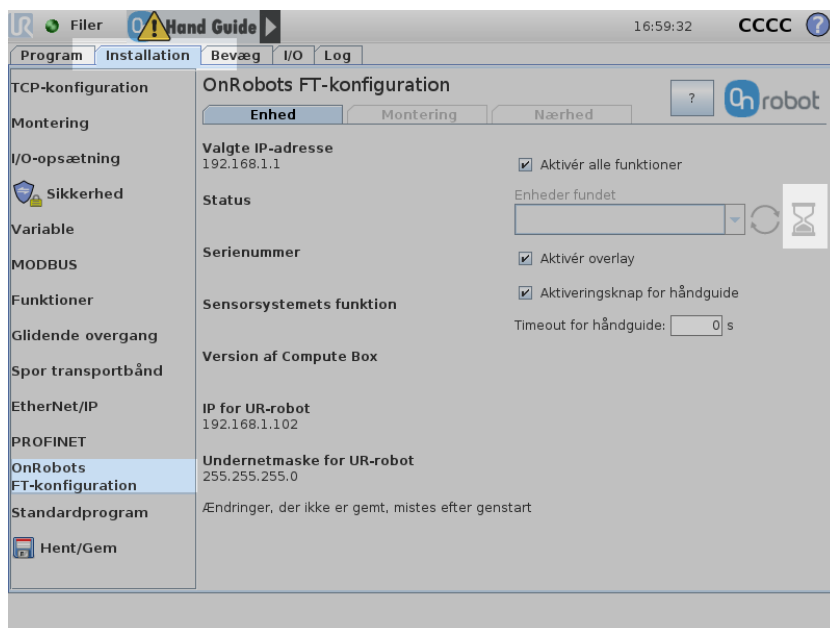 UR Filer Hand Guide 16:59:32 CCCC ?
Program Installation Bevæg I/O Log
TCP-konfiguration
Montering
I/O-opsætning
Sikkerhed
Variable
MODBUS
Funktioner
Glidende overgang
Spor transportbånd
EtherNet/IP
PROFINET
OnRobots
FT-konfiguration
Standardprogram
Hent/Gem
OnRobots FT-konfiguration
? On robot
Enhed Montering Nærhed
Valgte IP-adresse
192.168.1.1
Aktivér alle funktioner
Status
Enheder fundet
Serienummer
Aktivér overlay
Aktiveringsknap for håndguide
Sensorsystemets funktion
Timeout for håndguide: 0 s
Version af Compute Box
IP for UR-robot
192.168.1.102
Undernetmaske for UR-robot
255.255.255.0
Ændringer, der ikke er gemt, mistes efter genstart